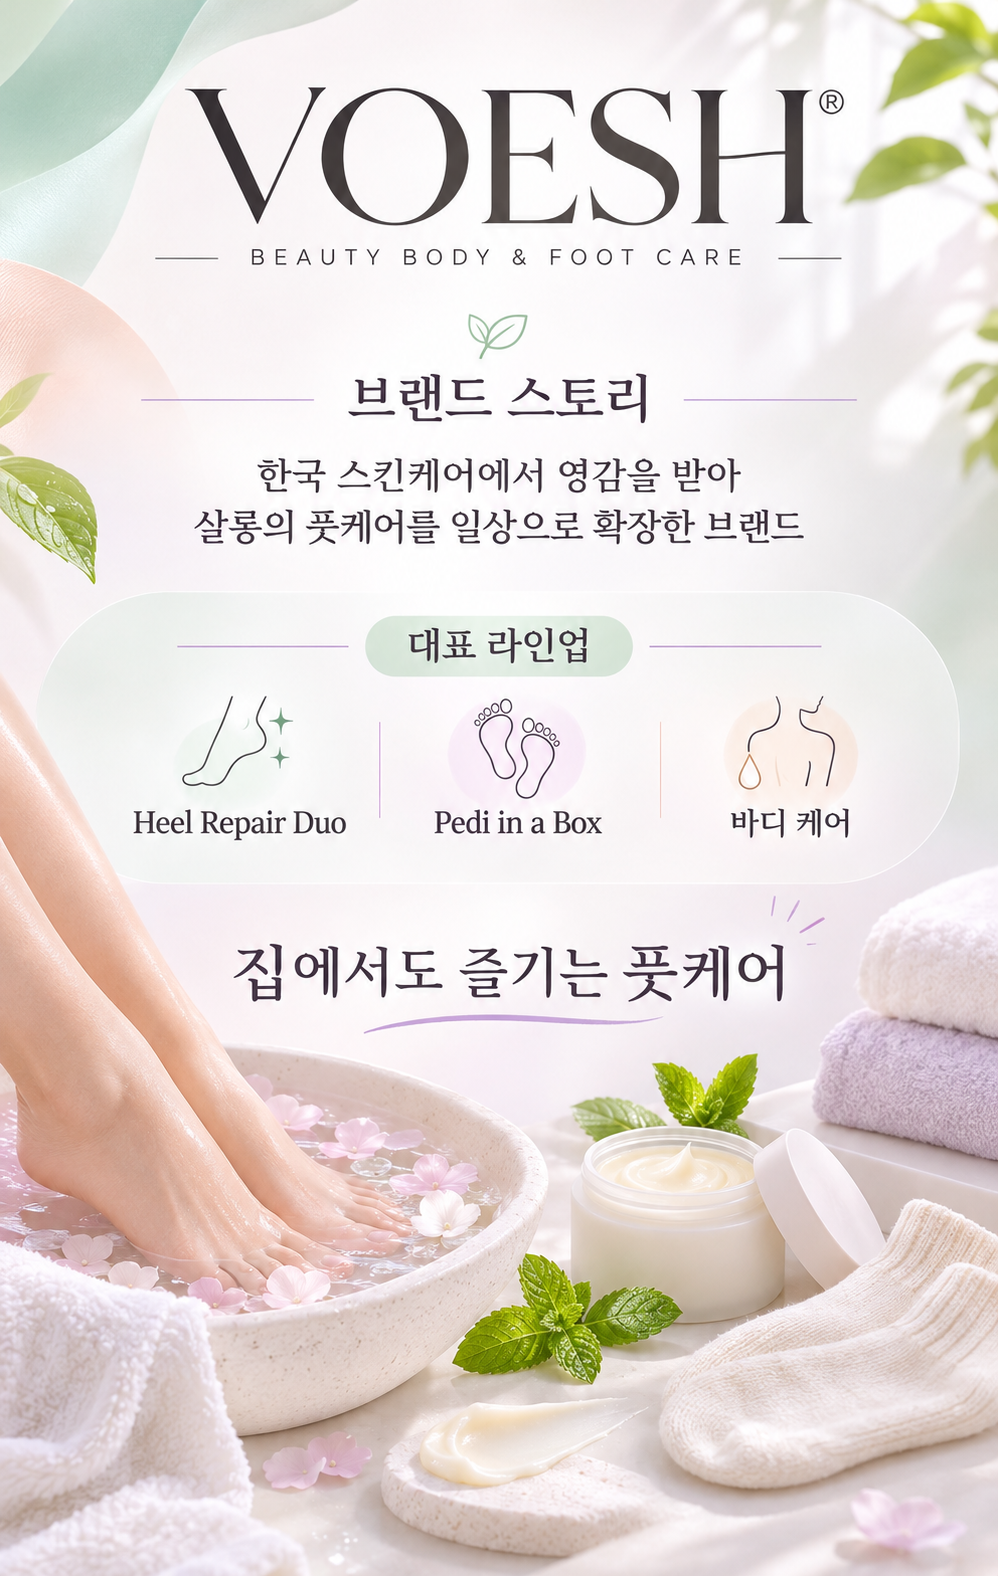 VOESH®
BEAUTY BODY & FOOT CARE
브랜드 스토리
한국 스킨케어에서 영감을 받아
살롱의 풋케어를 일상으로 확장한 브랜드
대표 라인업
Heel Repair Duo
Pedi in a Box
바디 케어
집에서도 즐기는 풋케어